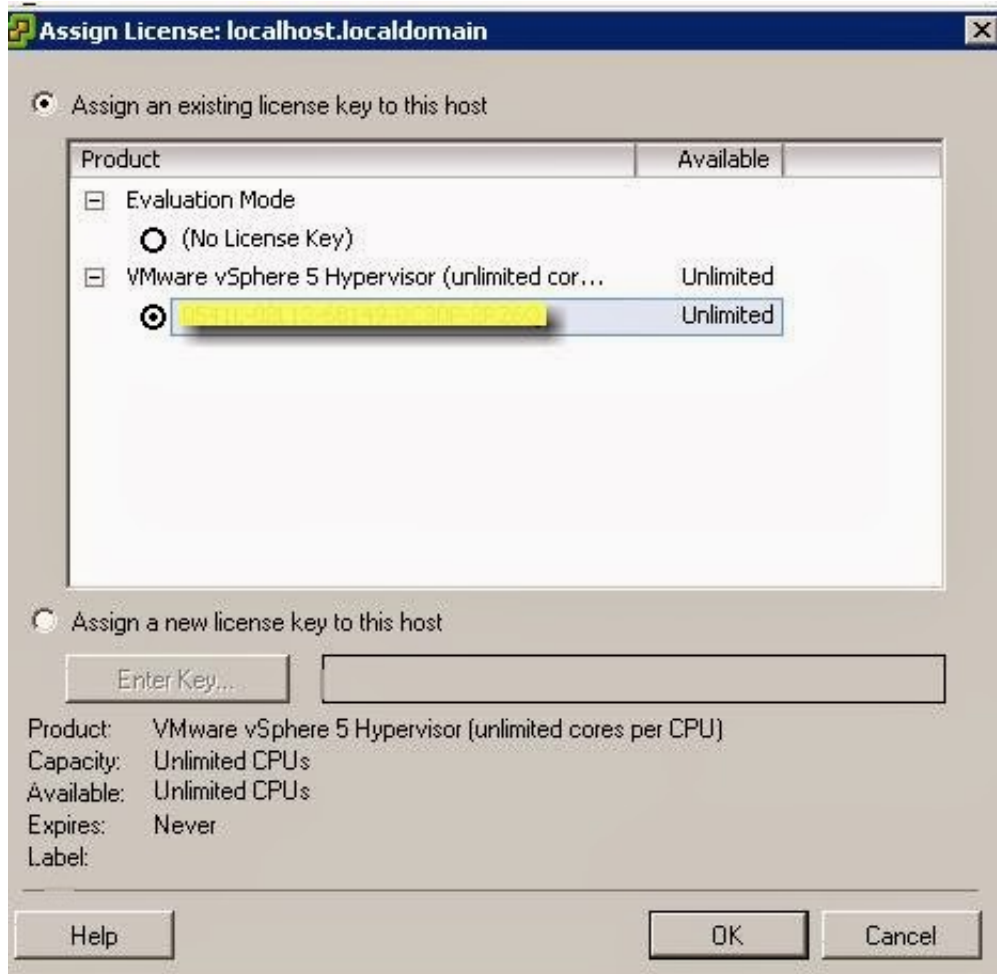 Assign License: localhost.localdomain
Assign an existing license key to this host
Product Available
Evaluation Mode
(No License Key)
VMware vSphere 5 Hypervisor (unlimited cor... Unlimited
Unlimited
Assign a new license key to this host
Enter Key...
Product: VMware vSphere 5 Hypervisor (unlimited cores per CPU)
Capacity: Unlimited CPUs
Available: Unlimited CPUs
Expires: Never
Label:
Help OK Cancel